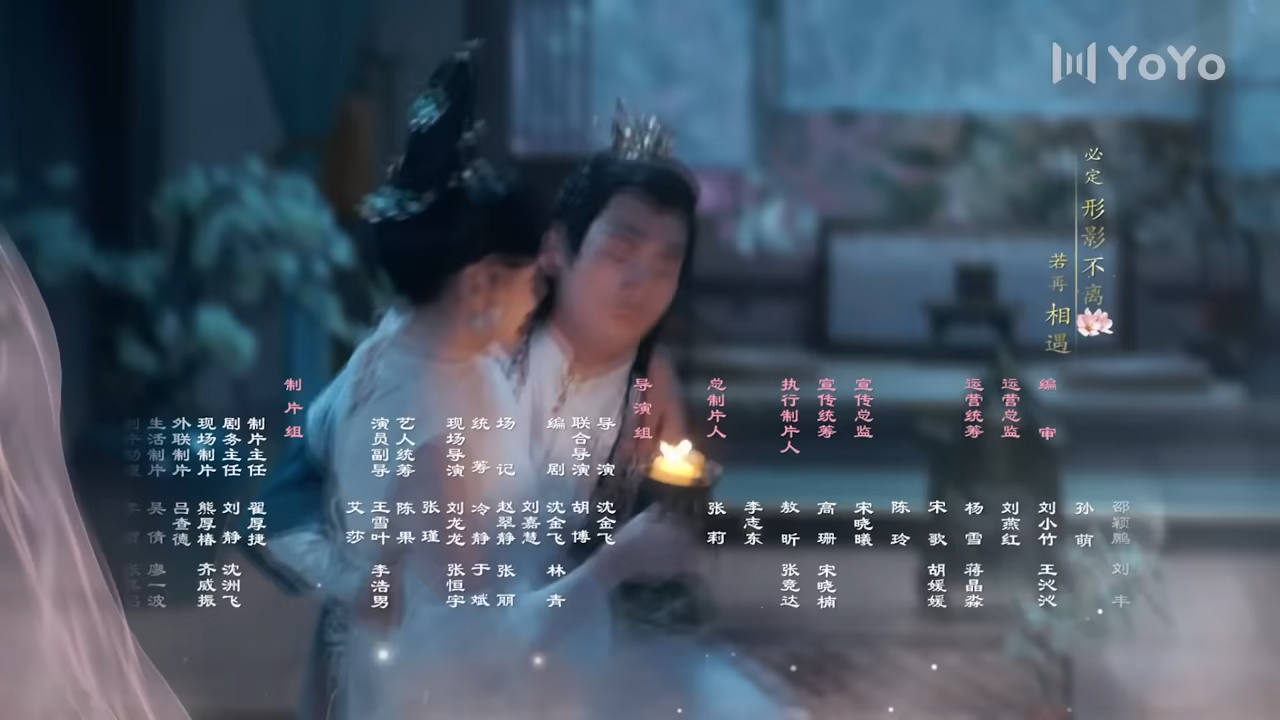 YoYo
必定形影不离
若再相遇
邵颖鹏 刘丰
孙萌
编审
刘小竹 王沁沁
运营总监
刘燕红
运营统筹
杨雪 蒋晶淼
宋歌 胡媛媛
陈玲
宣传总监
宋晓曦
宣传统筹
高珊 宋晓楠
执行制片人
敖昕 张竞达
李志东
总制片人
张莉
导演组
导演
沈金飞
联合导演
胡博
编剧
沈金飞 林青
刘嘉慧
场记
赵翠静 张丽
统筹
冷静 于斌
现场导演
刘龙龙 张恒宇
张瑾
艺人统筹
陈果
演员副导
王雪叶 李浩男
艾莎
制片组
制片主任
翟厚捷
剧务主任
刘静 沈洲飞
现场制片
熊厚椿 齐威振
外联制片
吕查德
生活制片
吴倩 廖一波